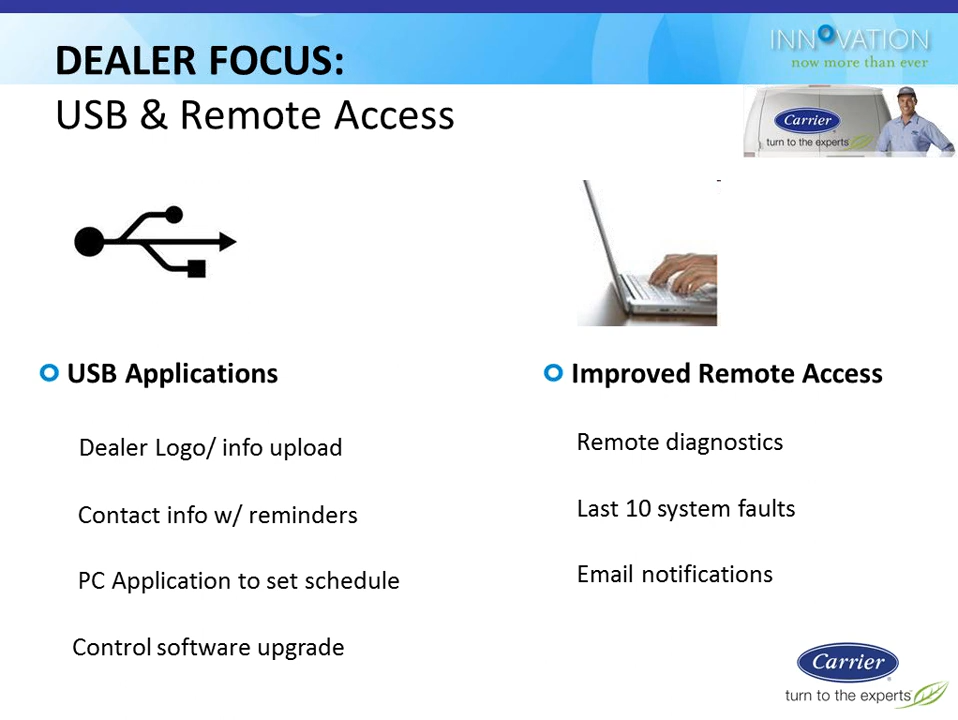 DEALER FOCUS:
USB & Remote Access
INNOVATION
now more than ever
Carrier
turn to the experts
USB Applications
Dealer Logo/ info upload
Contact info w/ reminders
PC Application to set schedule
Control software upgrade
Improved Remote Access
Remote diagnostics
Last 10 system faults
Email notifications
Carrier
turn to the experts